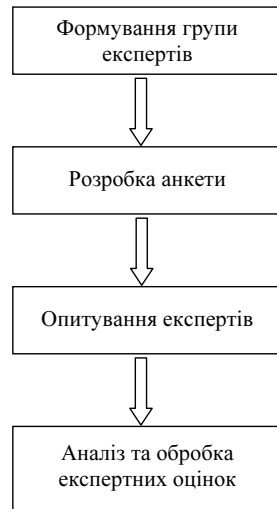 Формування групи
експертів
Розробка анкети
Опитування експертів
Аналіз та обробка
експертних оцінок